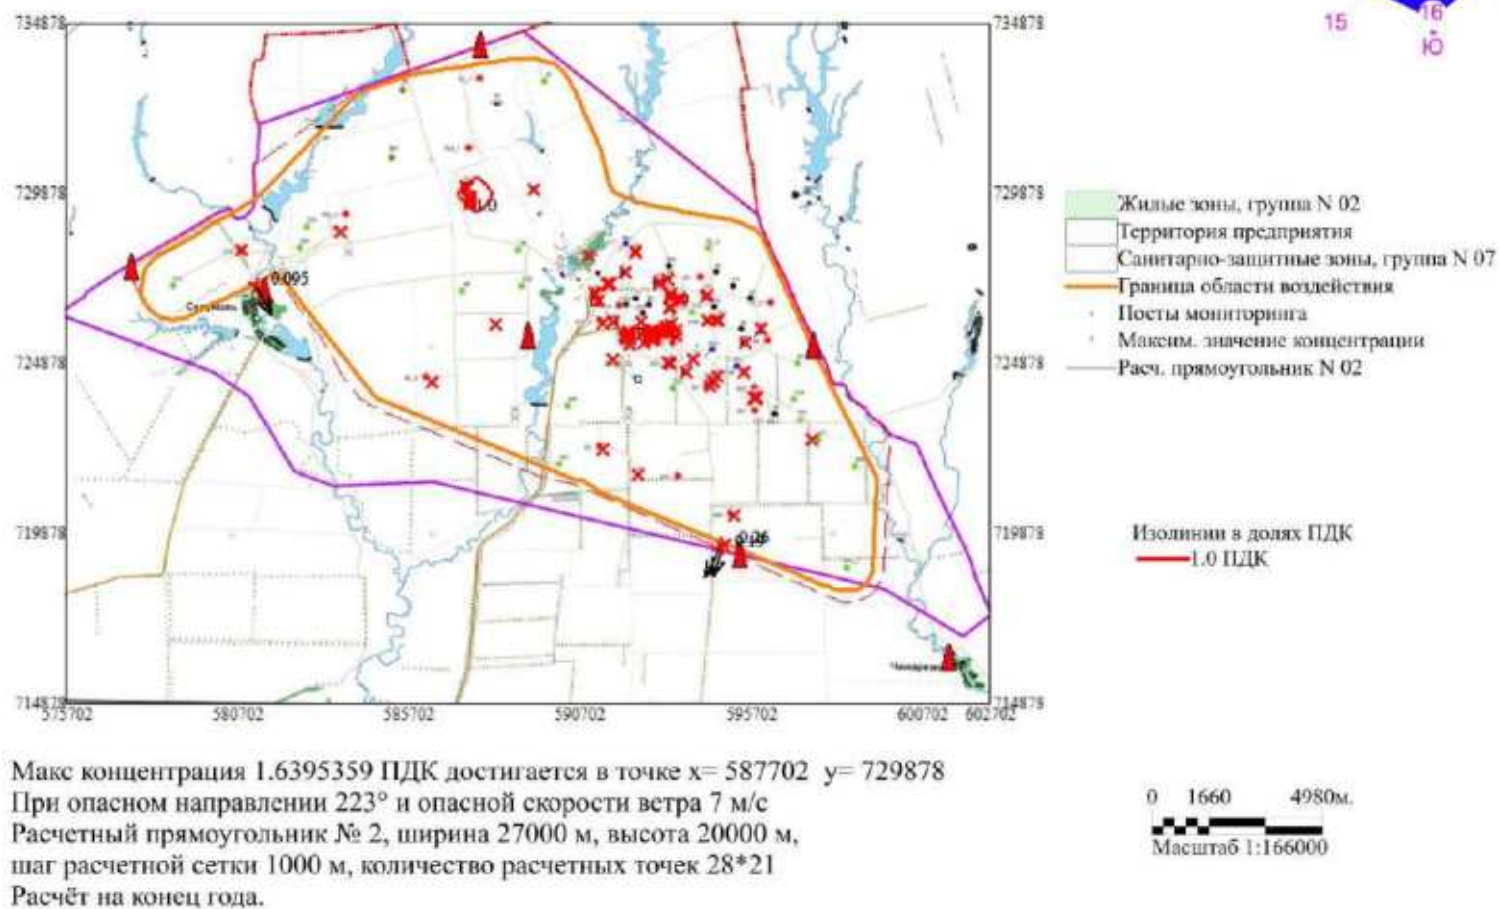 734878
734878
16
15
Ю
729878
729878
1.0
Жилые зоны, группа N 02
Территория предприятия
Санитарно-защитные зоны, группа N 07
Граница области воздействия
Посты мониторинга
Максим. значение концентрации
Расч. прямоугольник N 02
0.095
724878
724878
719878
719878
0.26
Изолинии в долях ПДК
1.0 ПДК
714878
714878
575702
580702
585702
590702
595702
600702
602702
Макс концентрация 1.6395359 ПДК достигается в точке x= 587702 y= 729878
При опасном направлении 223° и опасной скорости ветра 7 м/с
Расчетный прямоугольник № 2, ширина 27000 м, высота 20000 м,
шаг расчетной сетки 1000 м, количество расчетных точек 28*21
Расчёт на конец года.
0 1660 4980м.
Масштаб 1:166000